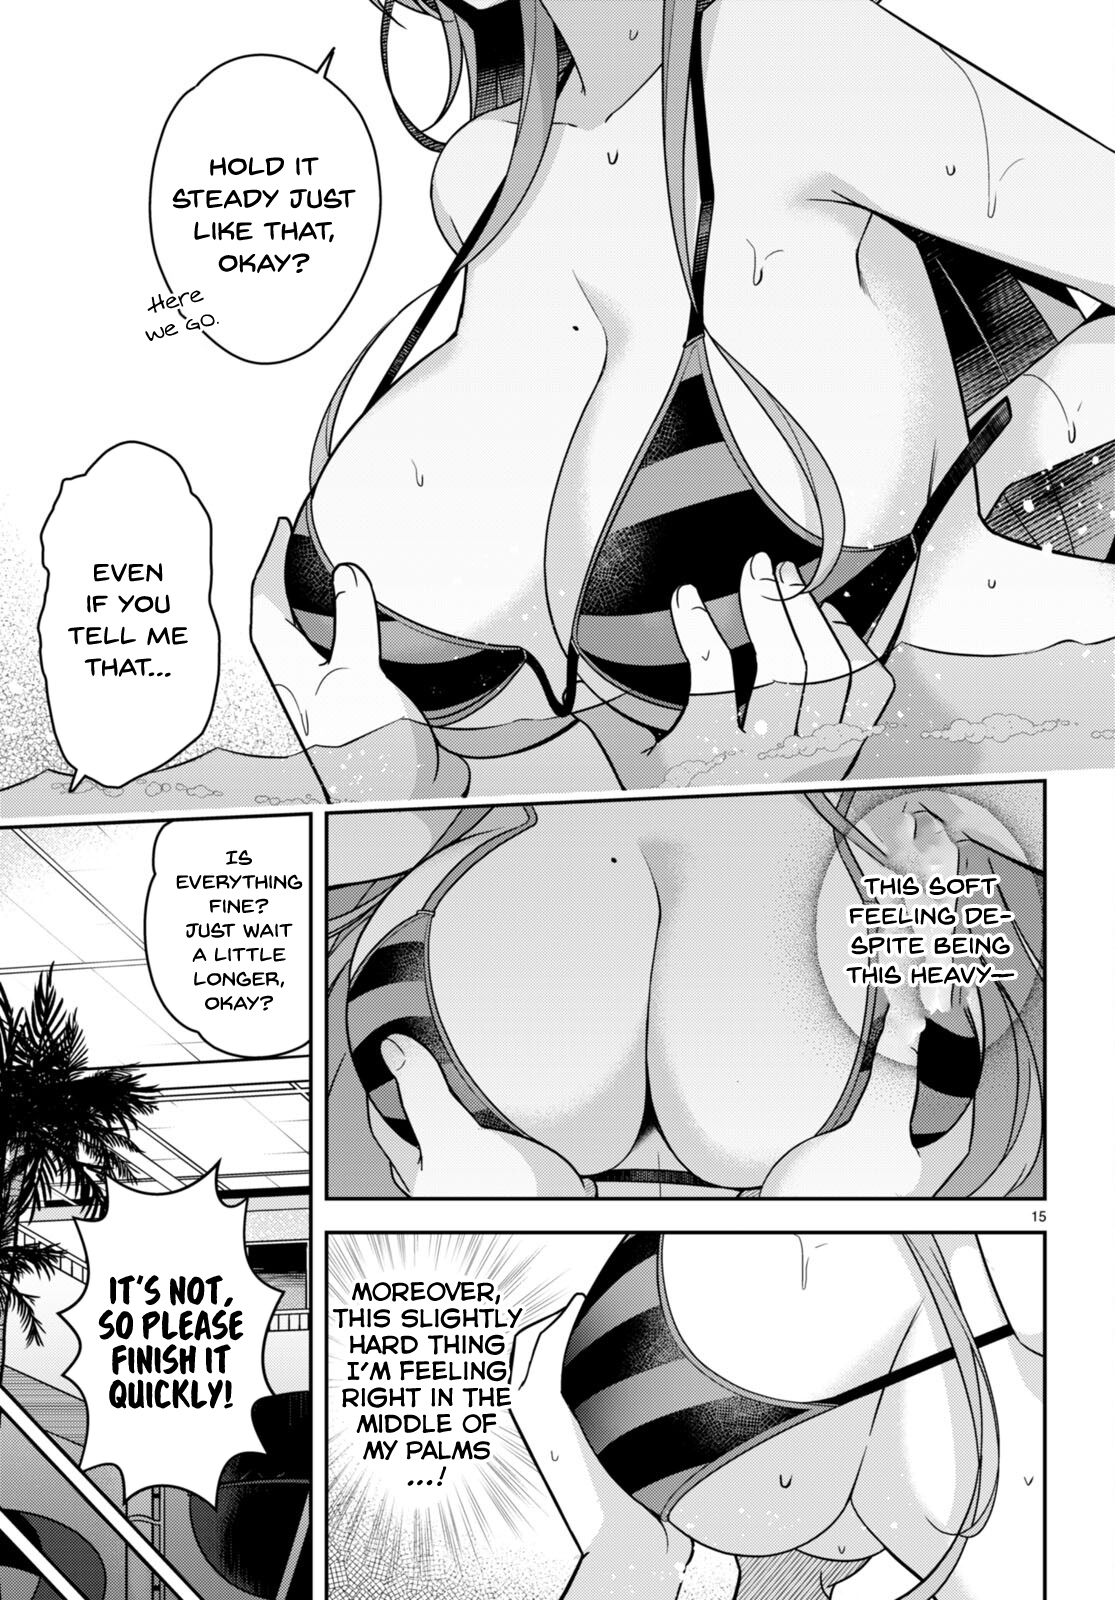 HOLD IT
STEADY JUST
LIKE THAT,
OKAY?
Here
we GO.
EVEN
IF YOU
TELL ME
THAT...
THIS SOFT
FEELING DE-
SPITE BEING
THIS HEAVY—
IS
EVERYTHING
FINE?
JUST WAIT
A LITTLE
LONGER,
OKAY?
IT'S NOT,
SO PLEASE
FINISH IT
QUICKLY!
15
MOREOVER,
THIS SLIGHTLY
HARD THING
I'M FEELING
RIGHT IN THE
MIDDLE OF
MY PALMS
...!